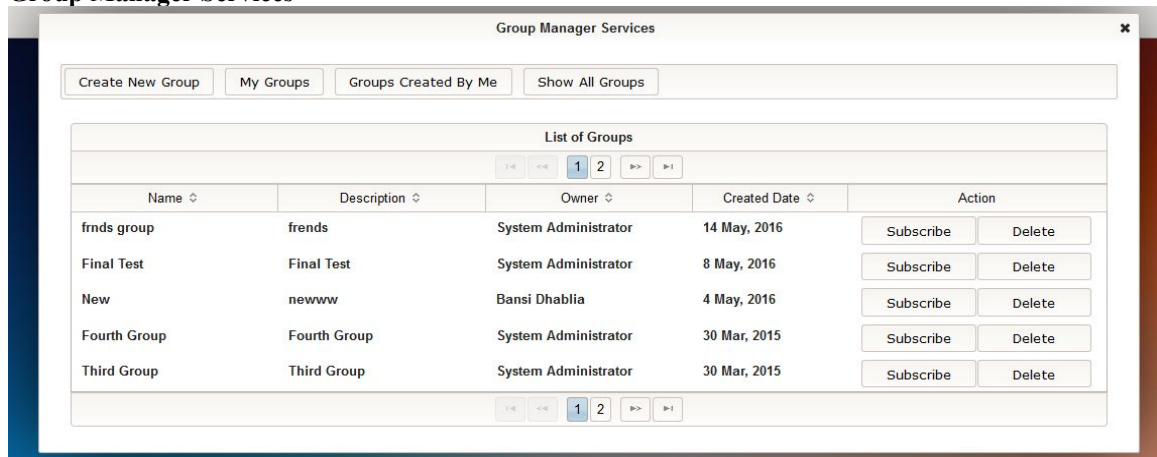 Group Manager Services
Create New Group My Groups Groups Created By Me Show All Groups
List of Groups
1 2
Name Description Owner Created Date Action
frnds group frends System Administrator 14 May, 2016 Subscribe Delete
Final Test Final Test System Administrator 8 May, 2016 Subscribe Delete
New newww Bansi Dhablia 4 May, 2016 Subscribe Delete
Fourth Group Fourth Group System Administrator 30 Mar, 2015 Subscribe Delete
Third Group Third Group System Administrator 30 Mar, 2015 Subscribe Delete
1 2